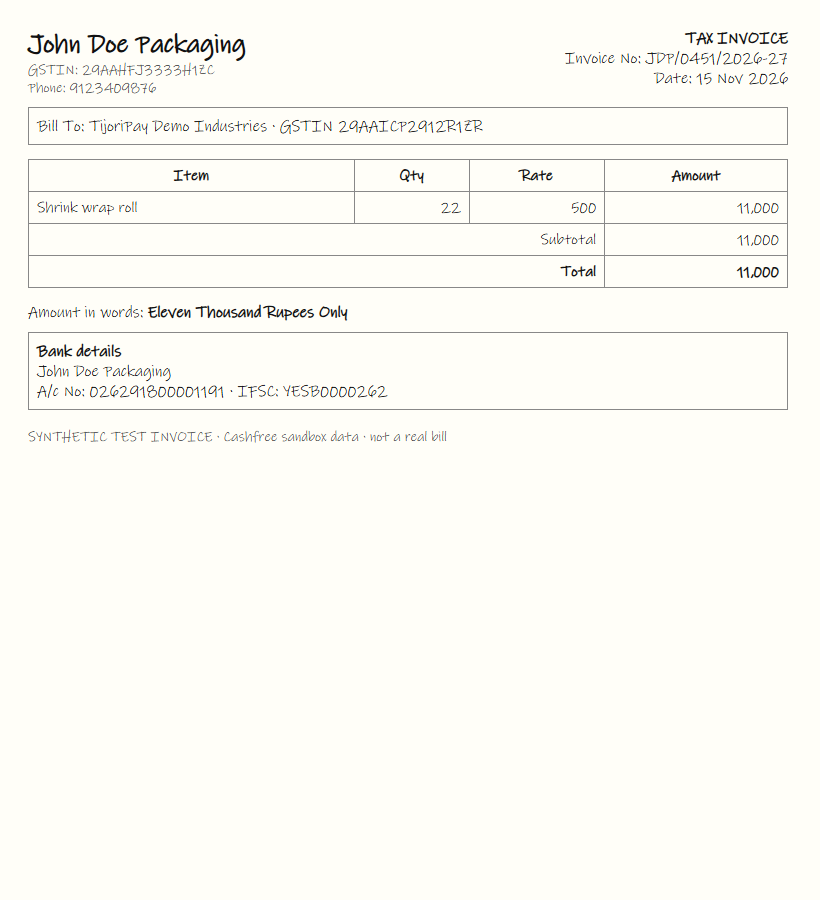 John Doe Packaging
GSTIN: 29AAHFJ3333H1ZC
Phone: 9123409876
TAX INVOICE
Invoice No: JDP/0451/2026-27
Date: 15 Nov 2026
Bill To: TijoriPay Demo Industries · GSTIN 29AAICP2912R1ZR
Item Qty Rate Amount
Shrink wrap roll 22 500 11,000
Subtotal 11,000
Total 11,000
Amount in words: Eleven Thousand Rupees Only
Bank details
John Doe Packaging
A/c No: 026291800001191 · IFSC: YESB0000262
SYNTHETIC TEST INVOICE · Cashfree sandbox data · not a real bill